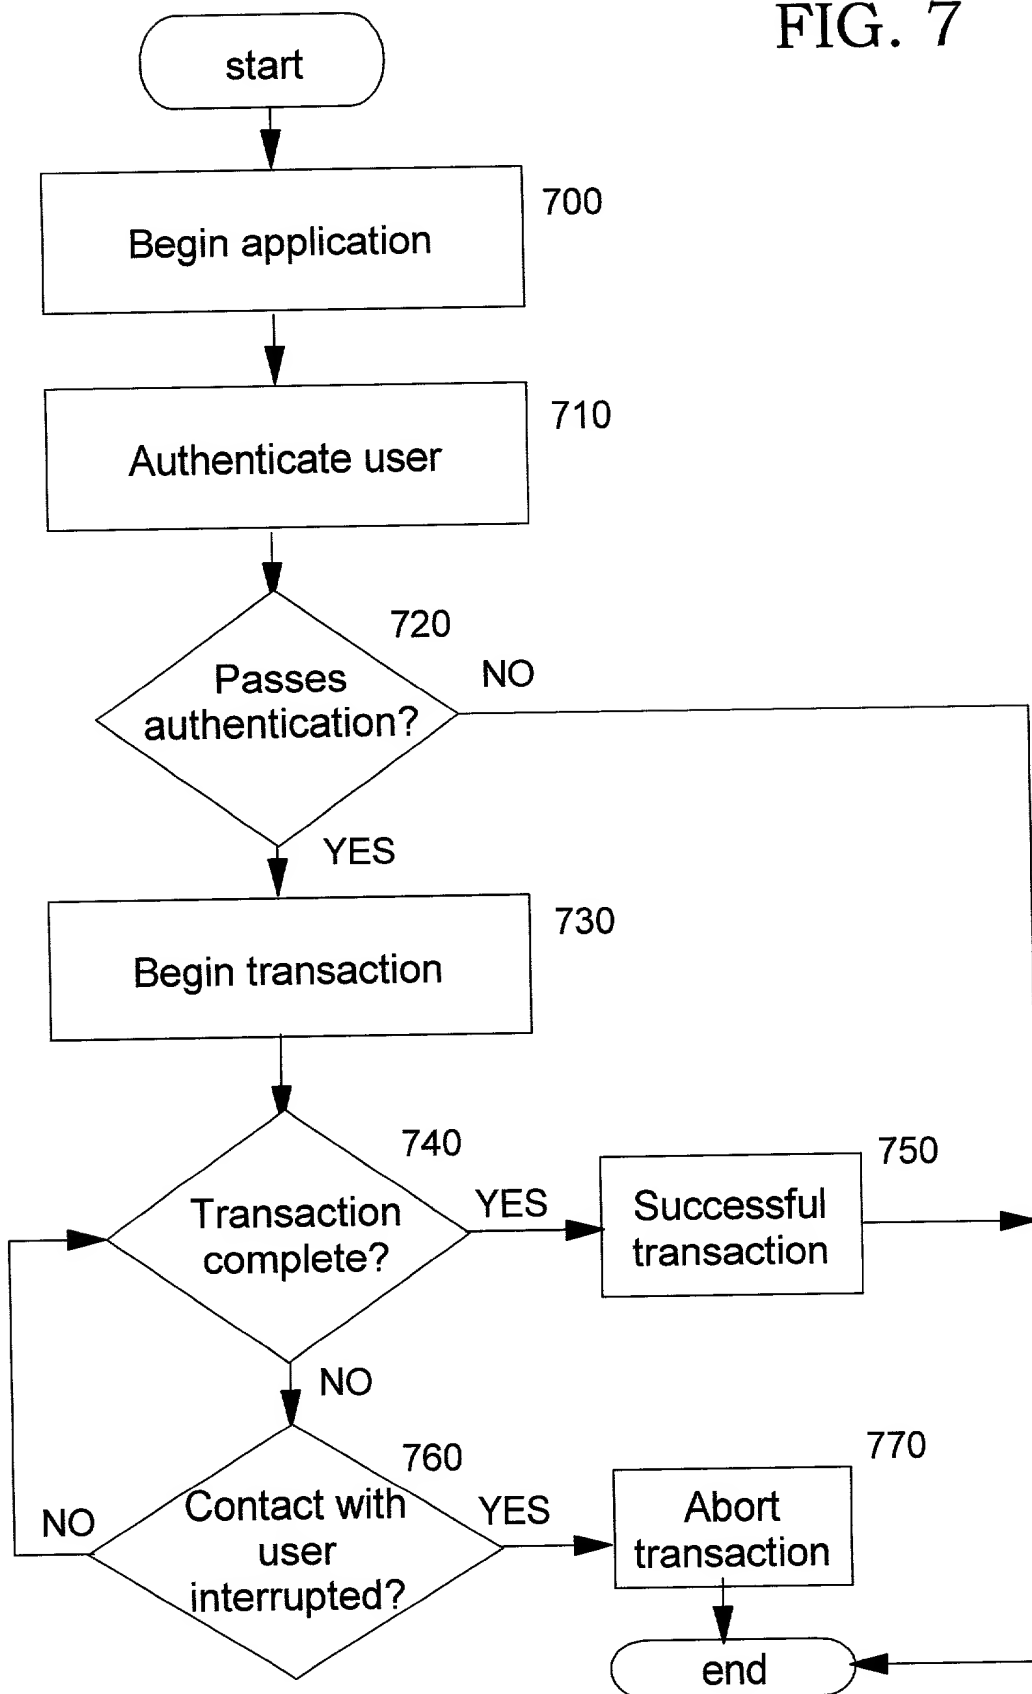 FIG. 7
start
700
Begin application
710
Authenticate user
720
Passes
authentication?
NO
YES
730
Begin transaction
740
Transaction
complete?
YES
750
Successful
transaction
NO
760
Contact with
user
interrupted?
NO
YES
770
Abort
transaction
end